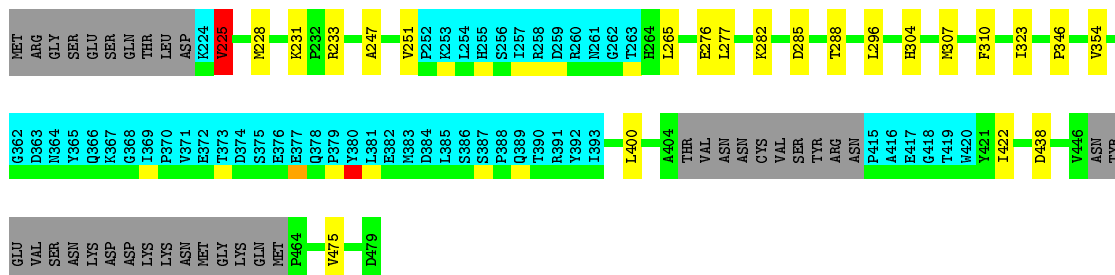 MET ARG GLY SER GLU SER GLN THR LEU ASP K224 V225 M228 K231 P232 R233 A247 V251 P252 K253 L254 H255 S256 I257 R258 D259 R260 N261 G262 T263 H264 L265 E276 L277 K282 D285 T288 L296 H304 M307 F310 I323 P346 V354
G362 D363 N364 Y365 Q366 K367 G368 I369 P370 V371 E372 T373 D374 S375 E376 E377 Q378 P379 Y380 L381 E382 M383 D384 L385 S386 S387 P388 Q389 T390 R391 Y392 I393 L400 A404 THR VAL ASN ASN CYS VAL SER TYR ARG ASN P415 A416 E417 G418 T419 W420 Y421 I422 D438 V446 ASN TYR
GLU VAL SER ASN LYS ASP ASP LYS LYS ASN MET GLY LYS GLN MET P464 V475 D479